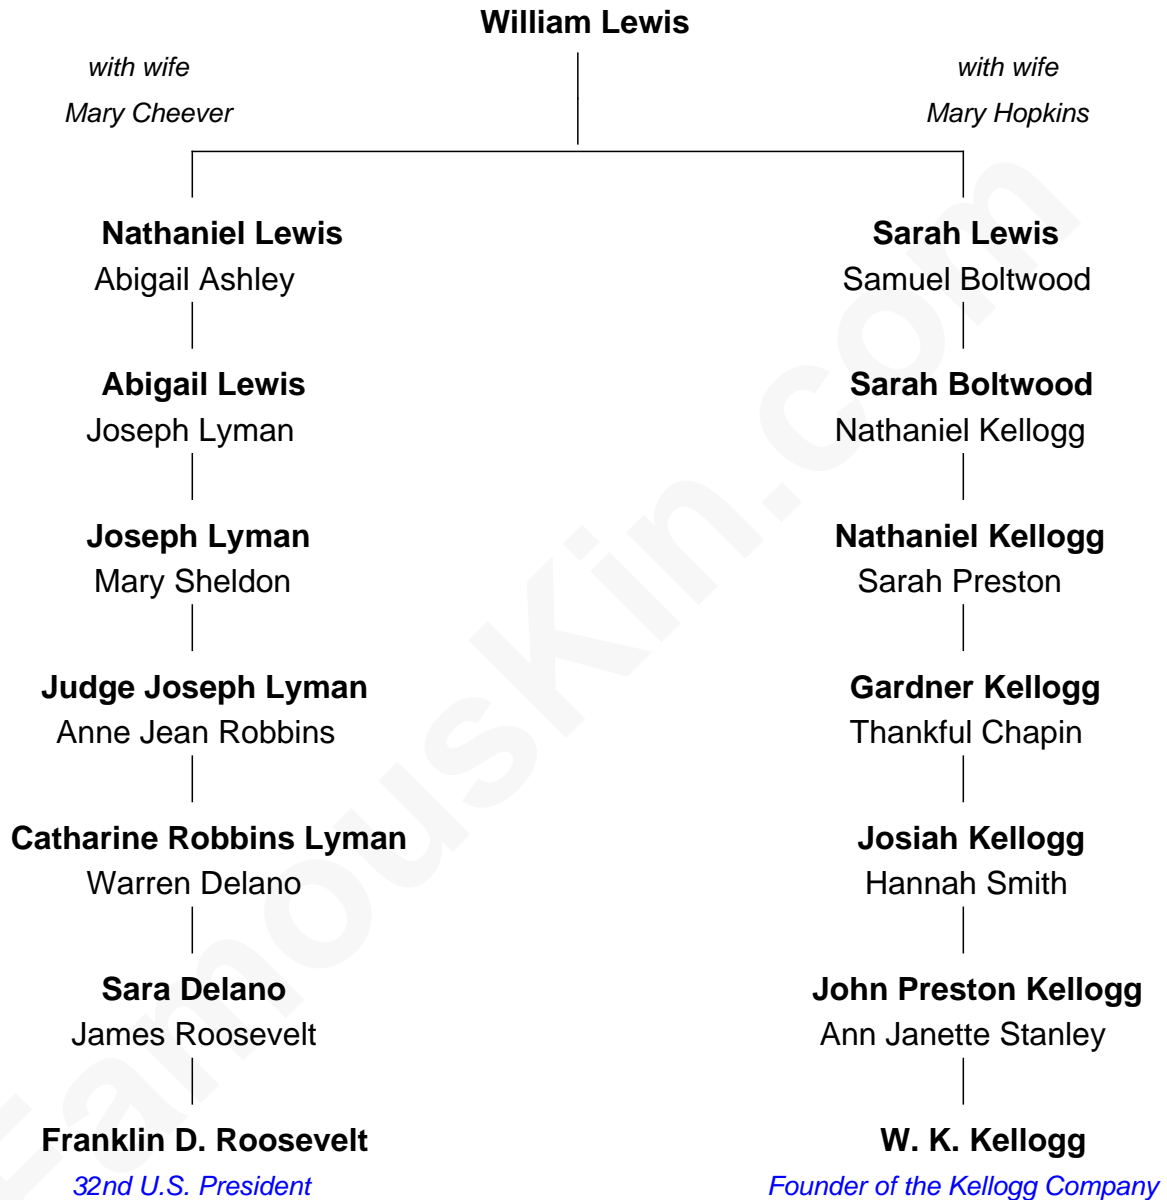 William Lewis
with wife
Mary Cheever
with wife
Mary Hopkins
Nathaniel Lewis
Abigail Ashley
Sarah Lewis
Samuel Boltwood
Abigail Lewis
Joseph Lyman
Sarah Boltwood
Nathaniel Kellogg
Joseph Lyman
Mary Sheldon
Nathaniel Kellogg
Sarah Preston
Judge Joseph Lyman
Anne Jean Robbins
Gardner Kellogg
Thankful Chapin
Catharine Robbins Lyman
Warren Delano
Josiah Kellogg
Hannah Smith
Sara Delano
James Roosevelt
John Preston Kellogg
Ann Janette Stanley
Franklin D. Roosevelt
32nd U.S. President
W. K. Kellogg
Founder of the Kellogg Company
FamousKin.com